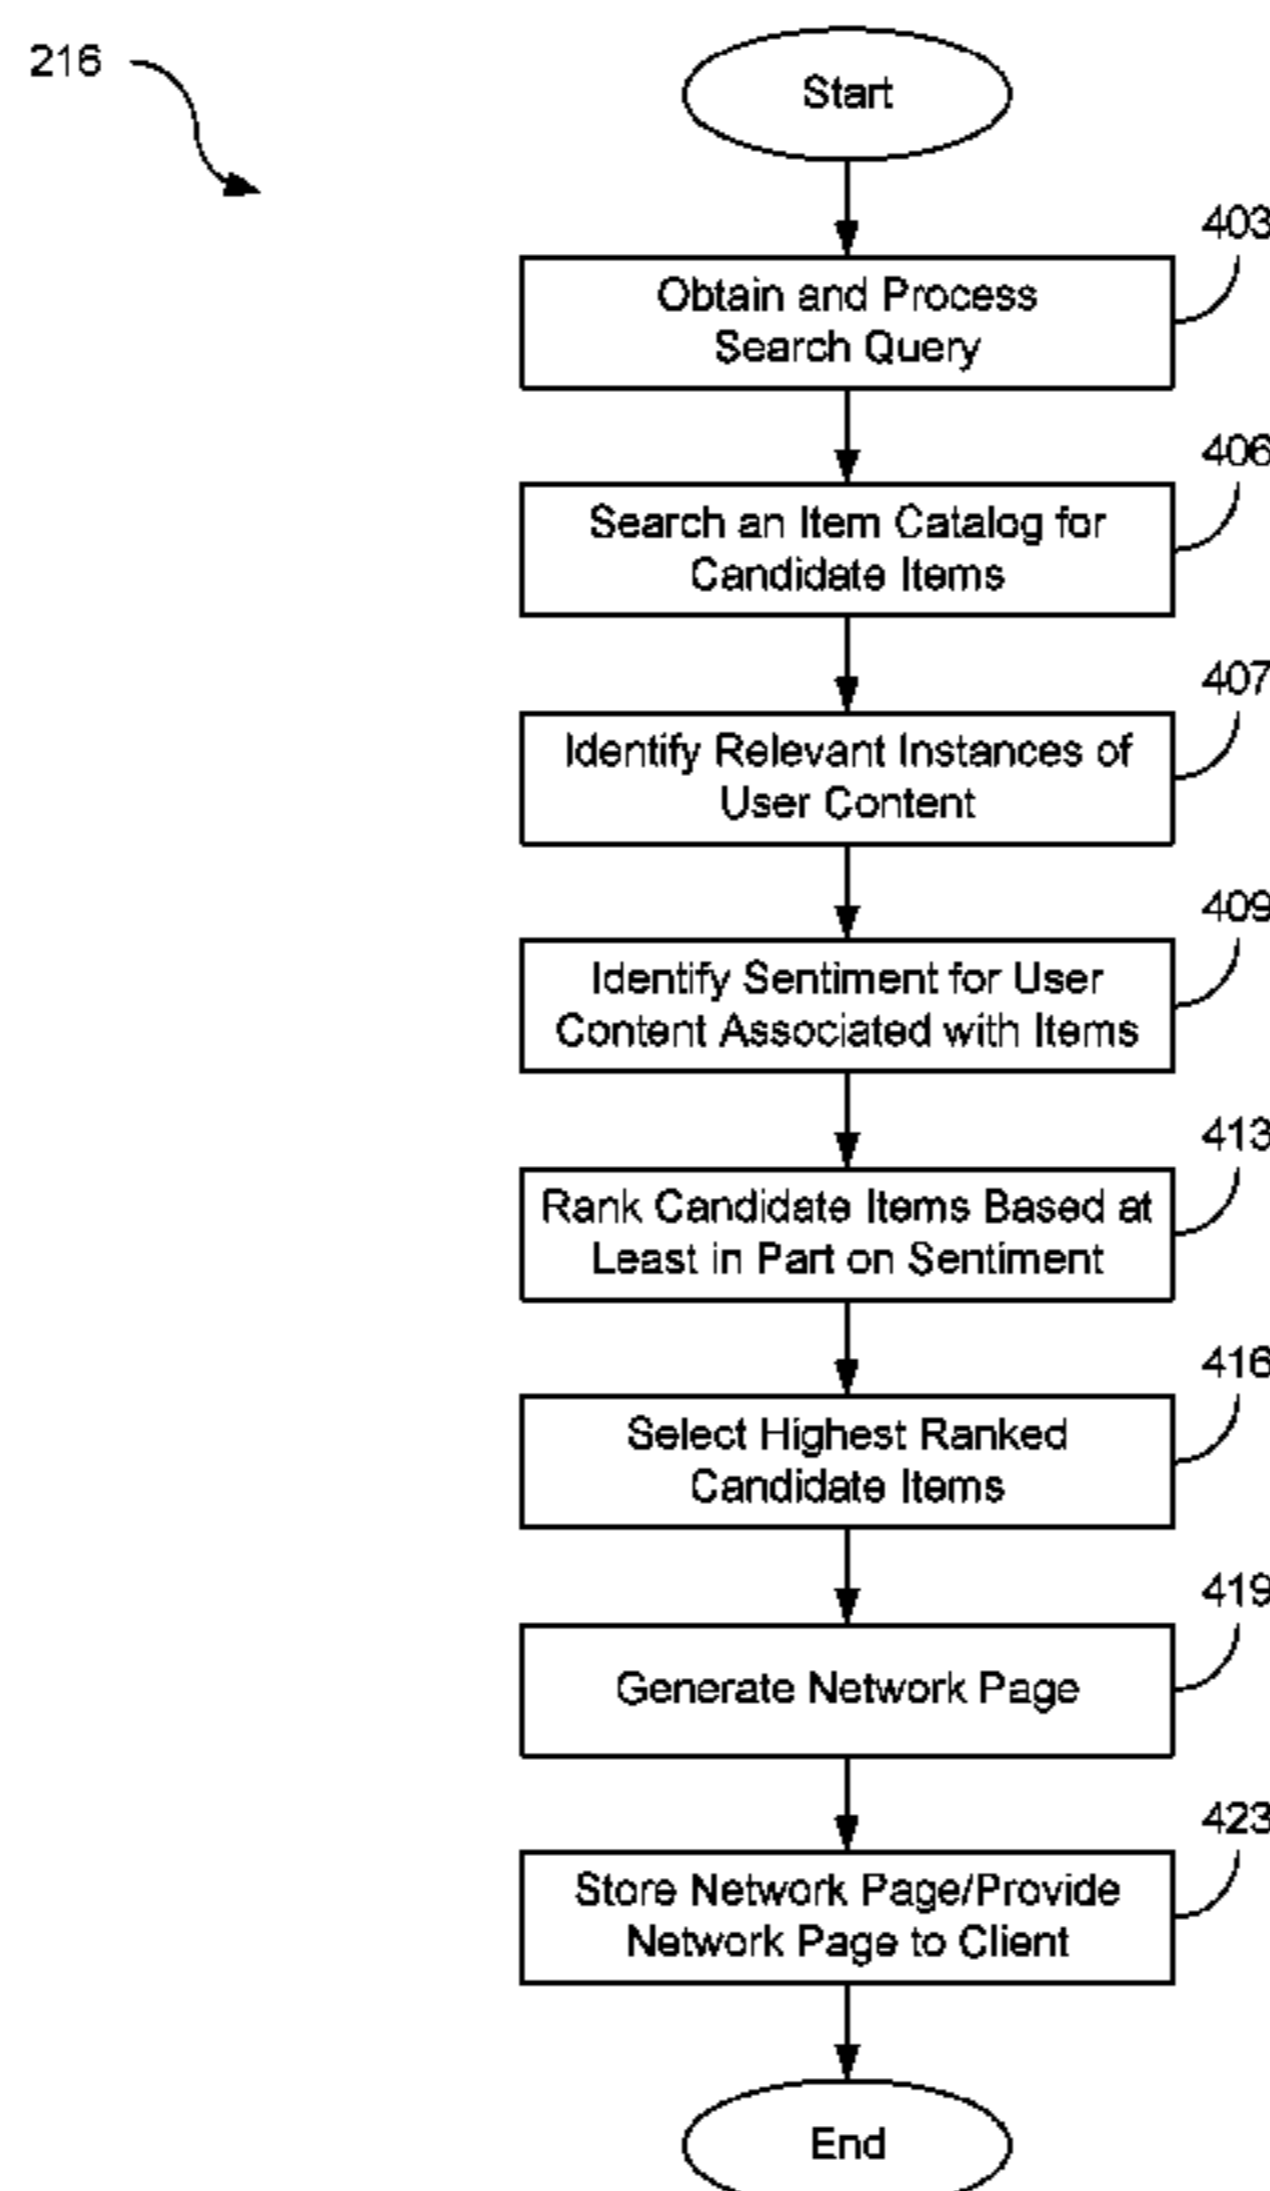 216
Start
403
Obtain and Process
Search Query
406
Search an Item Catalog for
Candidate Items
407
Identify Relevant Instances of
User Content
409
Identify Sentiment for User
Content Associated with Items
413
Rank Candidate Items Based at
Least in Part on Sentiment
416
Select Highest Ranked
Candidate Items
419
Generate Network Page
423
Store Network Page/Provide
Network Page to Client
End